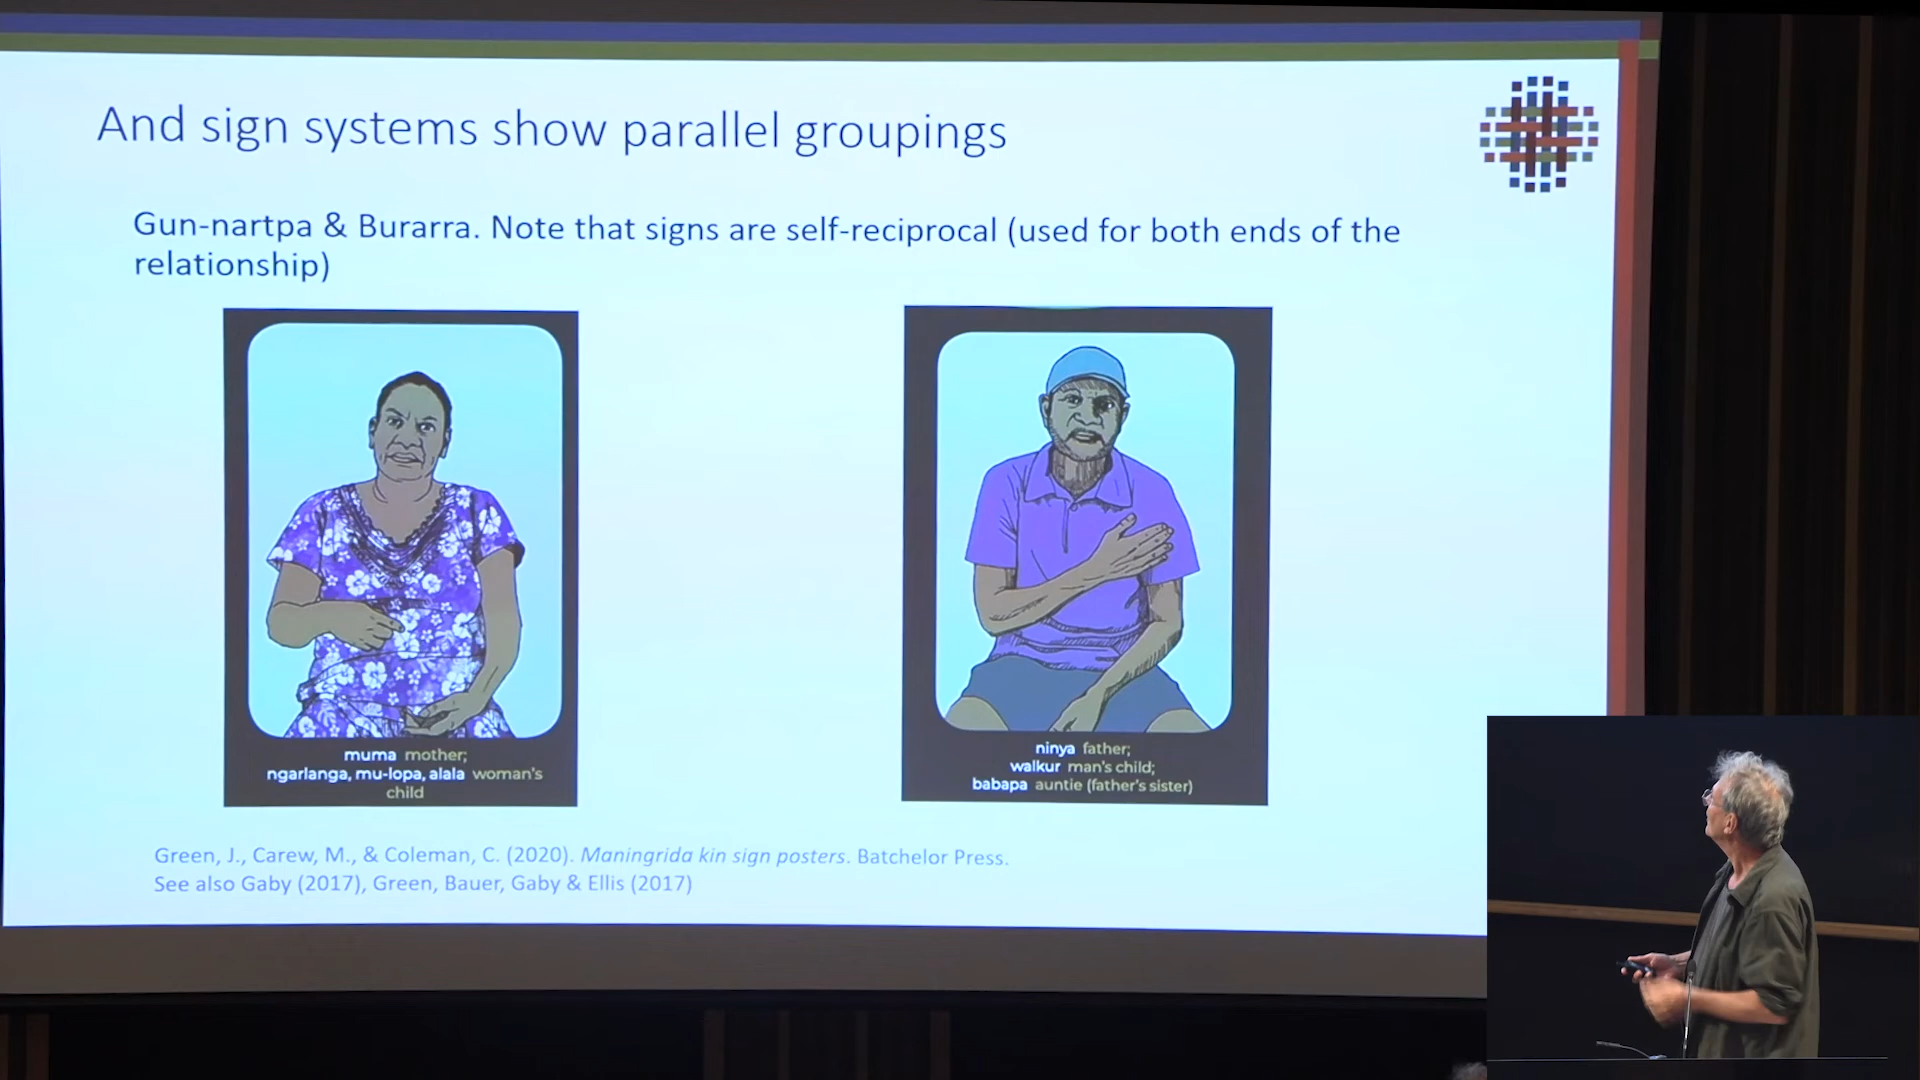 And sign systems show parallel groupings
Gun-nartpa & Burarra. Note that signs are self-reciprocal (used for both ends of the
relationship)
muma mother;
ngarlanga, mu-lopa, alala woman's
child
ninya father;
walkur man's child;
babapa auntie (father's sister)
Green, J., Carew, M., & Coleman, C. (2020). Maningrida kin sign posters. Batchelor Press.
See also Gaby (2017), Green, Bauer, Gaby & Ellis (2017)